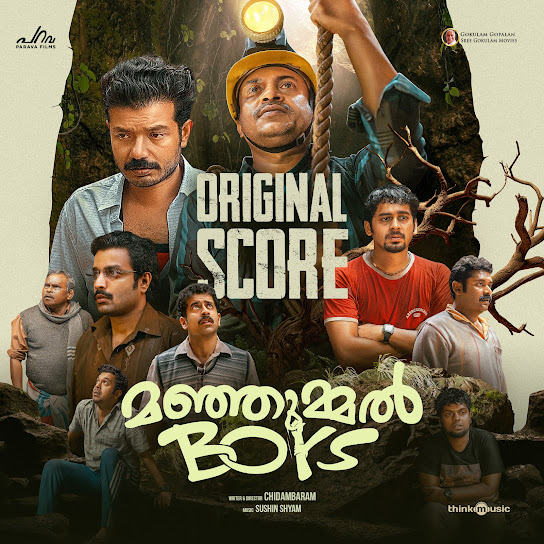 പറവ
PARAVA FILMS
GOKULAM GOPALAN
SREE GOKULAM MOVIES
ORIGINAL
SCORE
മഞ്ഞുമ്മൽ
BOYS
WRITER & DIRECTOR CHIDAMBARAM
MUSIC SUSHIN SHYAM
think music